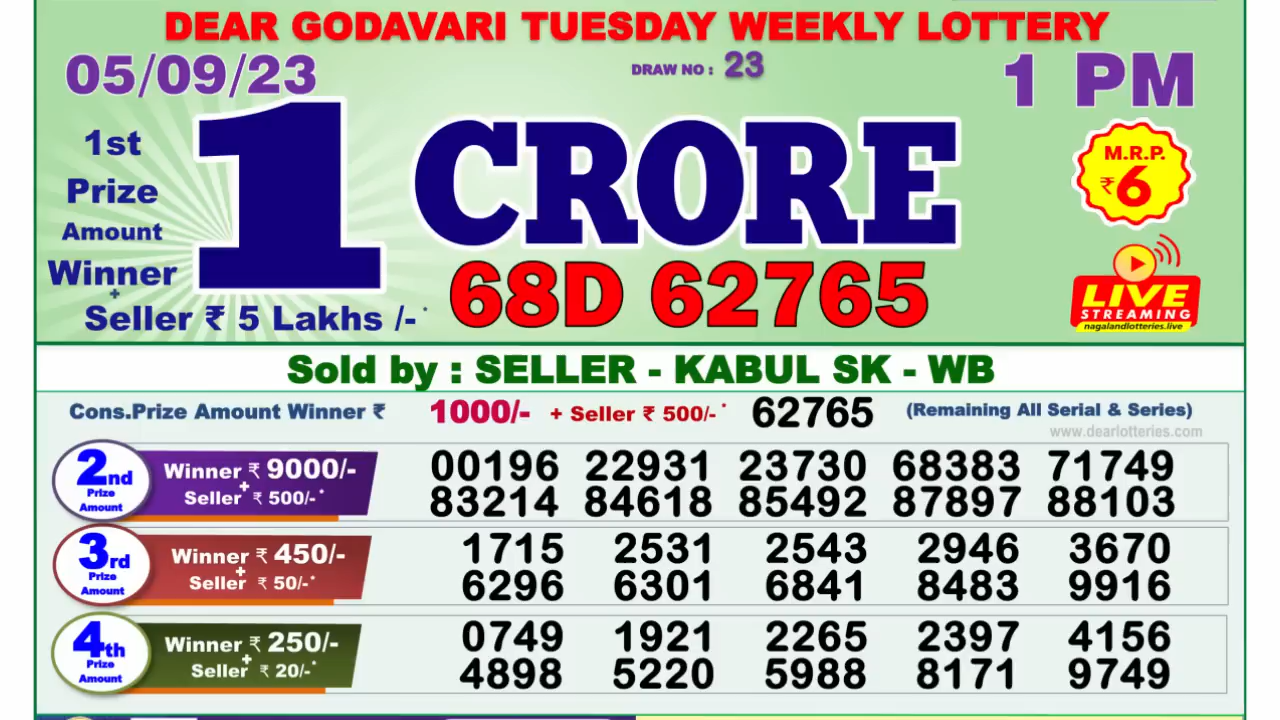 DEAR GODAVARI TUESDAY WEEKLY LOTTERY
05/09/23
DRAW NO : 23
1 PM
1st
Prize
Amount
Winner
+
Seller ₹ 5 Lakhs /-*
1 CRORE
68D 62765
M.R.P.
₹6
LIVE
STREAMING
nagalandlotteries.live
Sold by : SELLER - KABUL SK - WB
Cons.Prize Amount Winner ₹ 1000/- + Seller ₹ 500/-* 62765 (Remaining All Serial & Series)
www.dearlotteries.com
2nd
Prize
Amount
Winner ₹ 9000/-
+
Seller ₹ 500/-*
00196 22931 23730 68383 71749
83214 84618 85492 87897 88103
3rd
Prize
Amount
Winner ₹ 450/-
+
Seller ₹ 50/-*
1715 2531 2543 2946 3670
6296 6301 6841 8483 9916
4th
Prize
Amount
Winner ₹ 250/-
+
Seller ₹ 20/-*
0749 1921 2265 2397 4156
4898 5220 5988 8171 9749